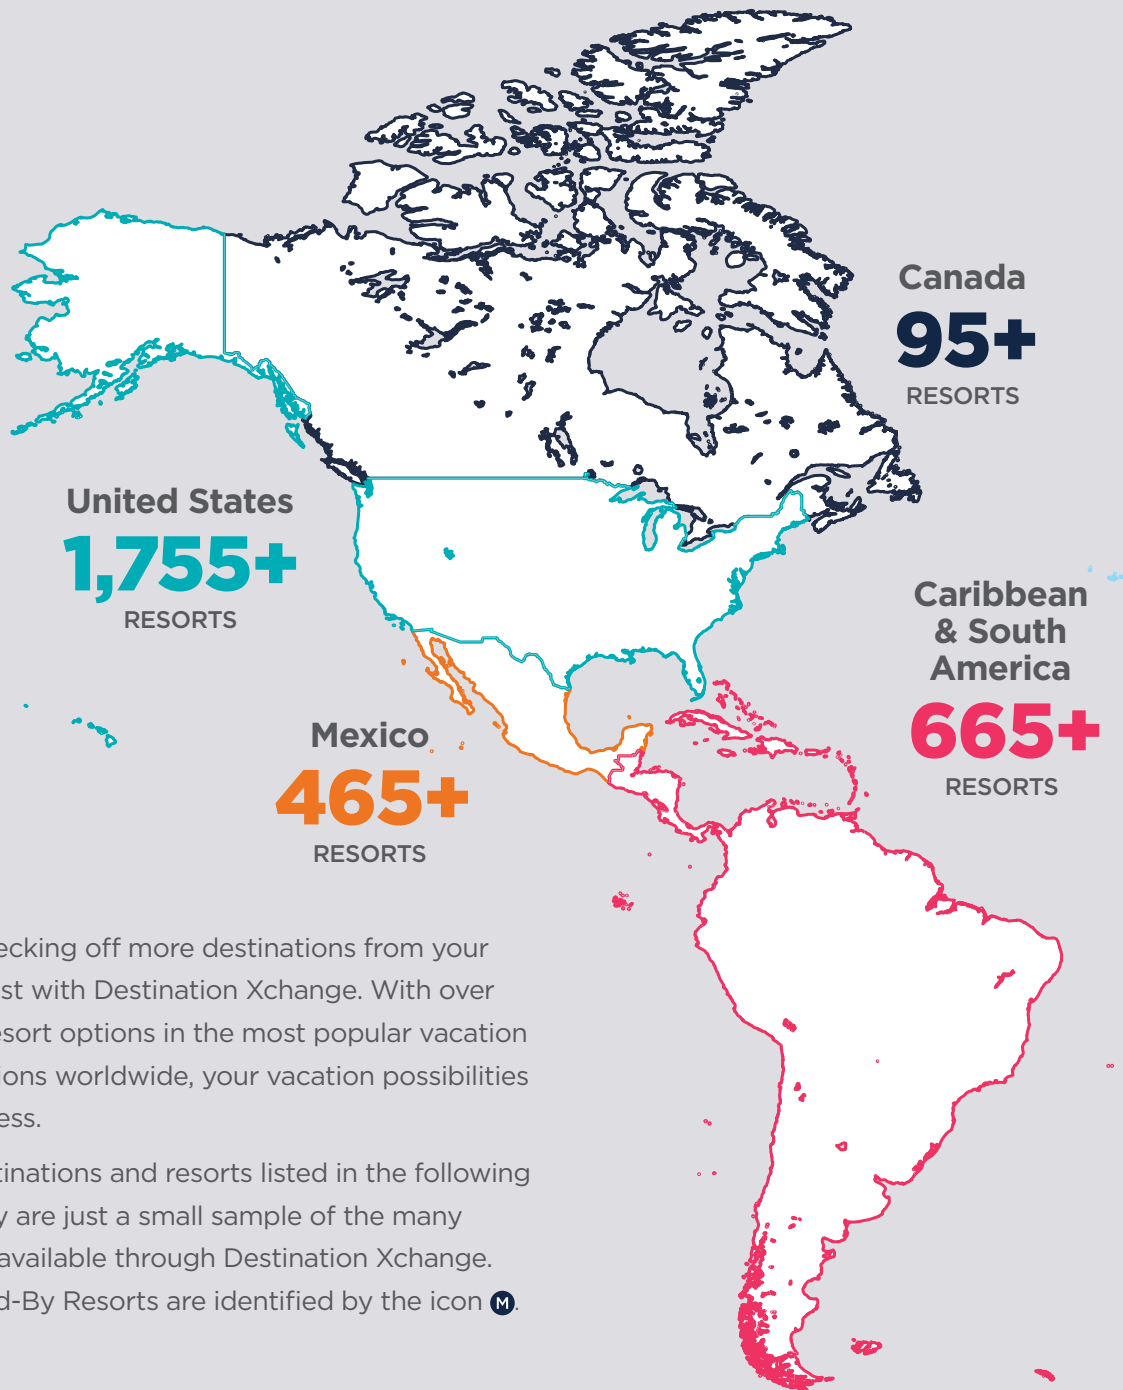 Canada
95+
RESORTS
United States
1,755+
RESORTS
Caribbean
& South
America
665+
RESORTS
Mexico
465+
RESORTS
ecking off more destinations from your
st with Destination Xchange. With over
esort options in the most popular vacation
ions worldwide, your vacation possibilities
ess.
tinations and resorts listed in the following
y are just a small sample of the many
available through Destination Xchange.
d-By Resorts are identified by the icon M.